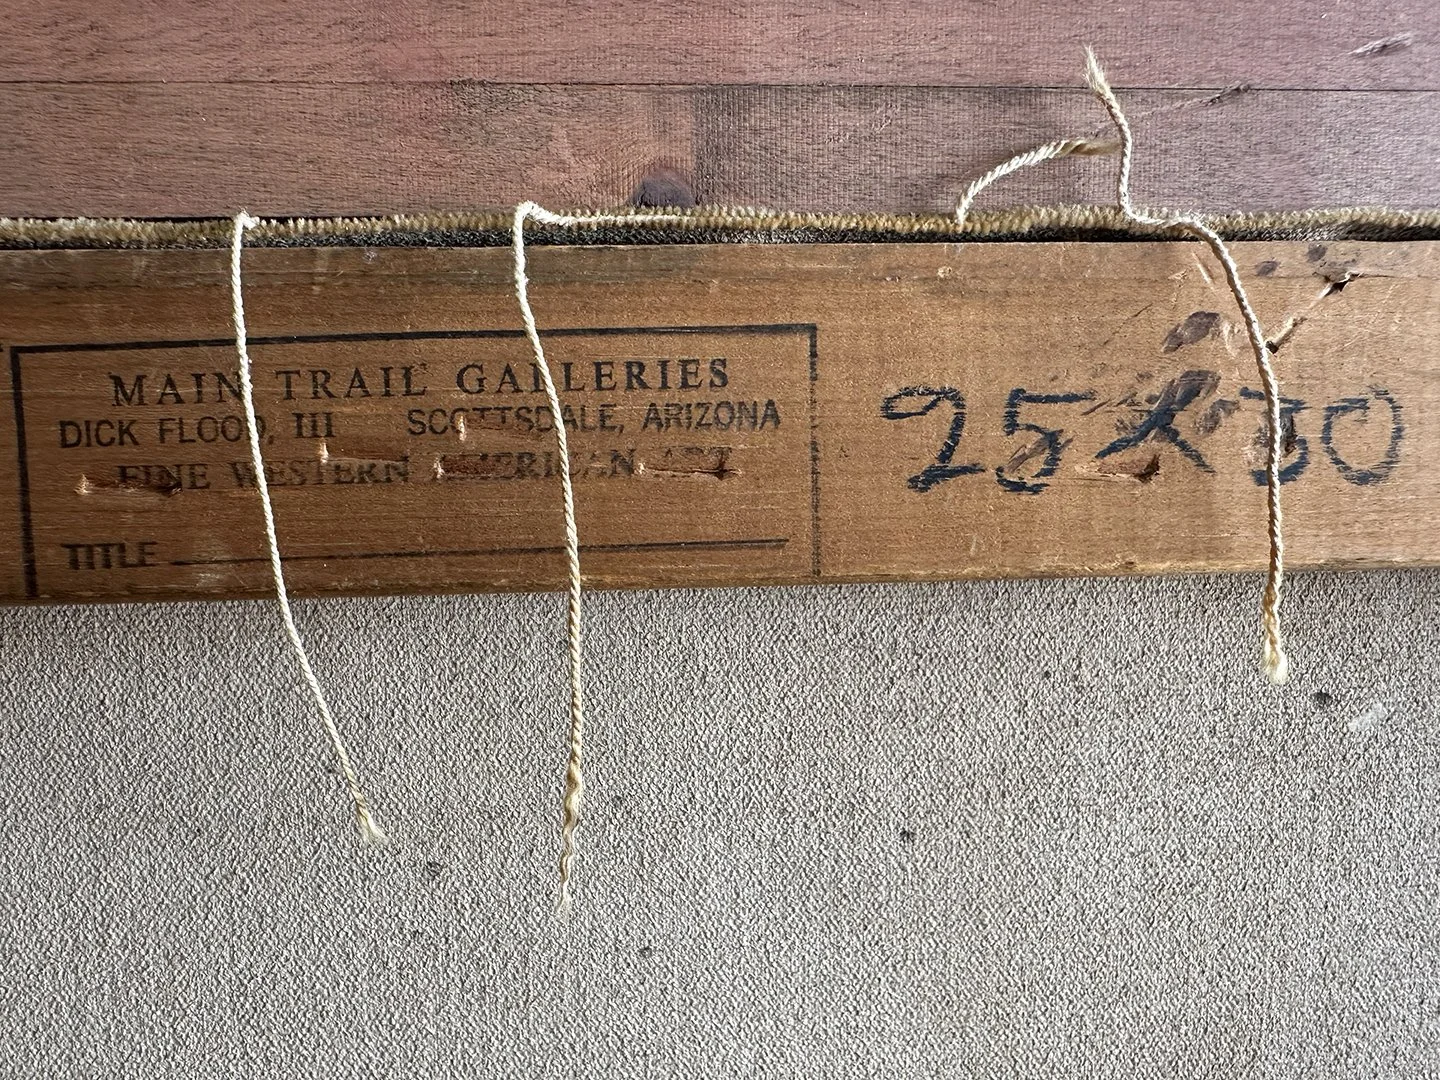 MAIN TRAIL GALLERIES
DICK FLOOD, III SCOTTSDALE, ARIZONA
FINE WESTERN AMERICAN ART
TITLE
25 X 30